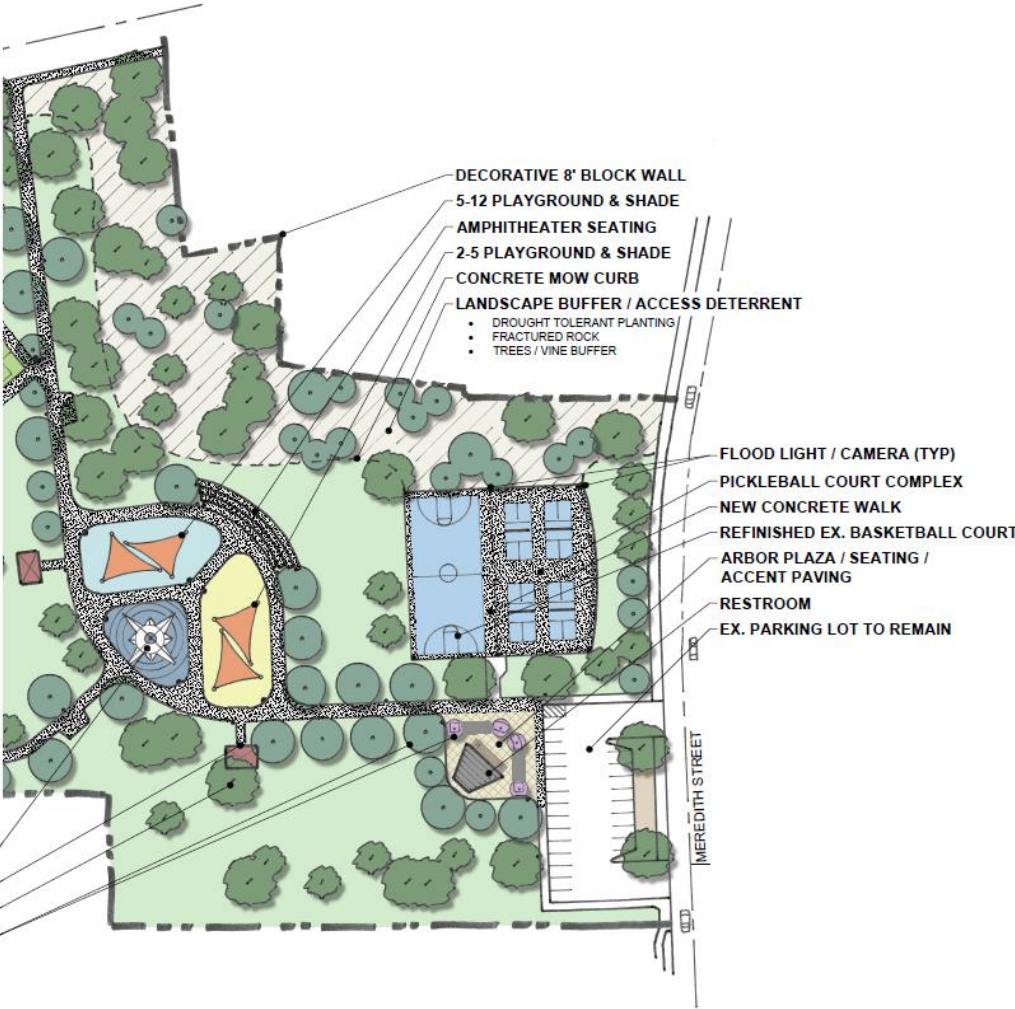 DECORATIVE 8' BLOCK WALL
5-12 PLAYGROUND & SHADE
AMPHITHEATER SEATING
2-5 PLAYGROUND & SHADE
CONCRETE MOW CURB
LANDSCAPE BUFFER / ACCESS DETERRENT
• DROUGHT TOLERANT PLANTING
• FRACTURED ROCK
• TREES / VINE BUFFER
FLOOD LIGHT / CAMERA (TYP)
PICKLEBALL COURT COMPLEX
NEW CONCRETE WALK
REFINISHED EX. BASKETBALL COURT
ARBOR PLAZA / SEATING /
ACCENT PAVING
RESTROOM
EX. PARKING LOT TO REMAIN
MEREDITH STREET